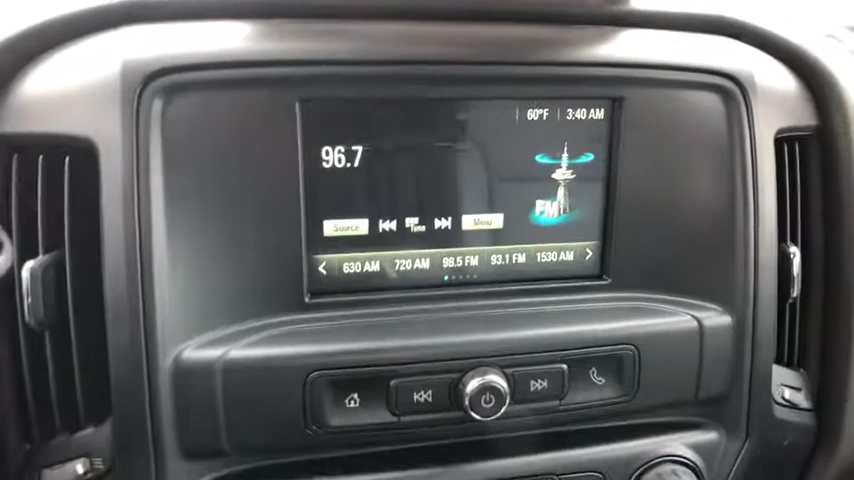 60°F 3:40 AM
96.7
FM
Source Tune Menu
630 AM 720 AM 98.5 FM 93.1 FM 1530 AM